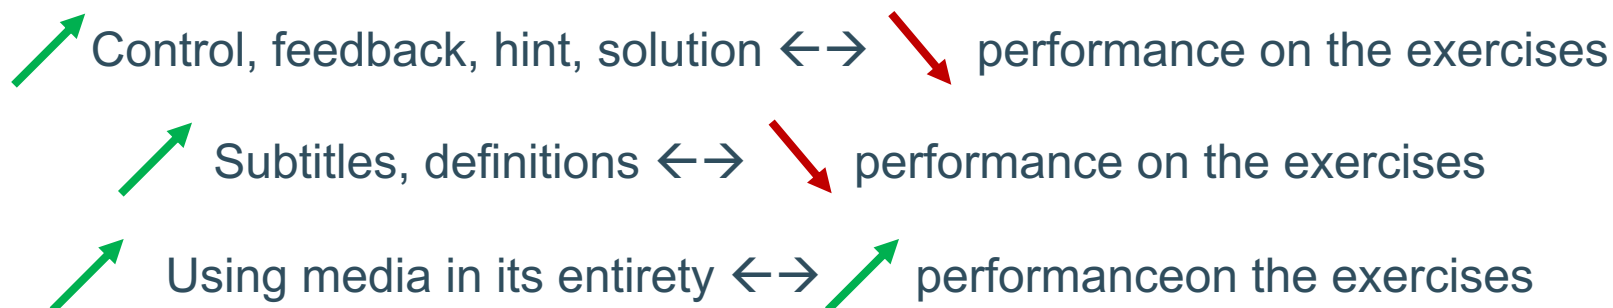 Control, feedback, hint, solution ←→ performance on the exercises
Subtitles, definitions ←→ performance on the exercises
Using media in its entirety ←→ performanceon the exercises